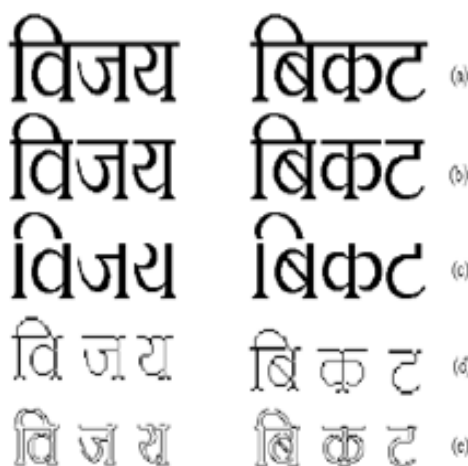 विजय बिकट (a)
विजय बिकट (b)
विजय बिकट (c)
वि ज य बि क ट (d)
वि ज य बि क ट (e)